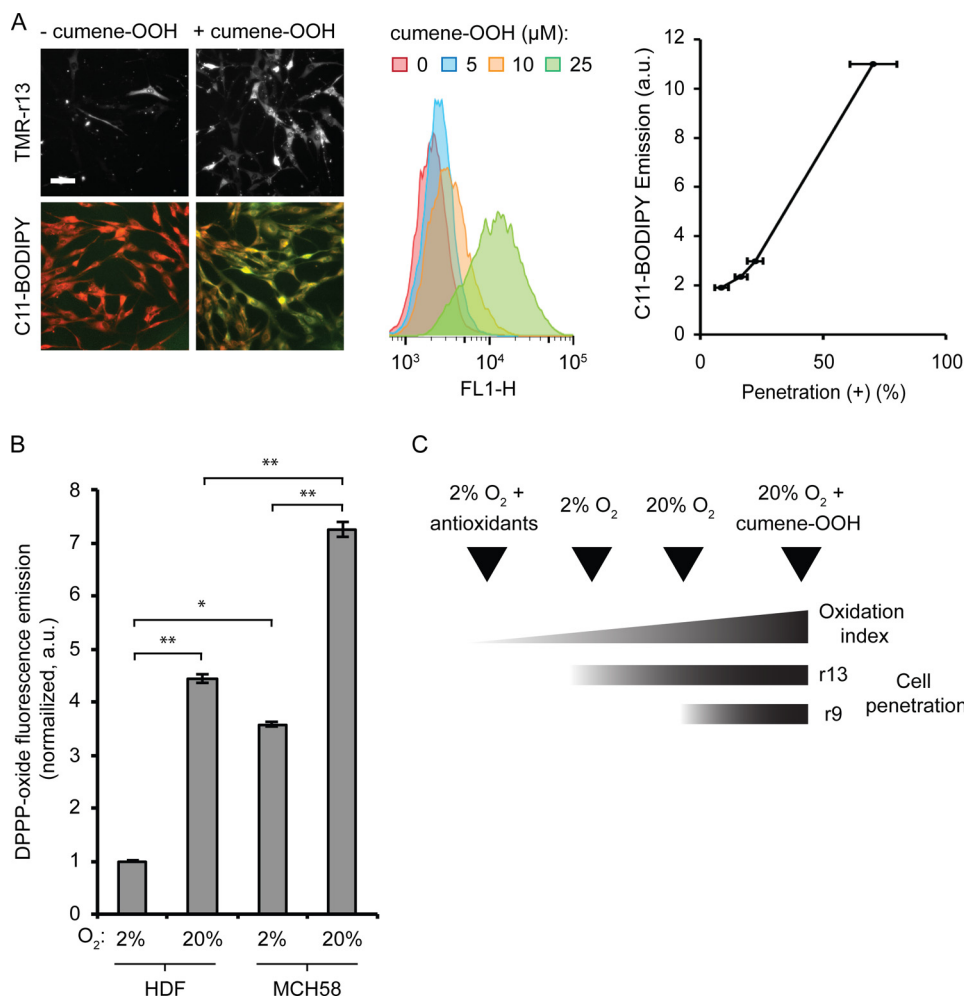 A
- cumene-OOH
+ cumene-OOH
TMR-r13
C11-BODIPY
cumene-OOH (µM):
0 5 10 25
10³ 10⁴ 10⁵
FL1-H
C11-BODIPY Emission (a.u.)
12
10
8
6
4
2
0
0 50 100
Penetration (+) (%)
B
DPPP-oxide fluorescence emission
(normailized, a.u.)
8
7
6
5
4
3
2
1
0
**
**
*
**
O₂: 2% 20% 2% 20%
HDF MCH58
C
2% O₂ +
antioxidants
2% O₂
20% O₂
20% O₂ +
cumene-OOH
Oxidation
index
r13
r9
Cell
penetration